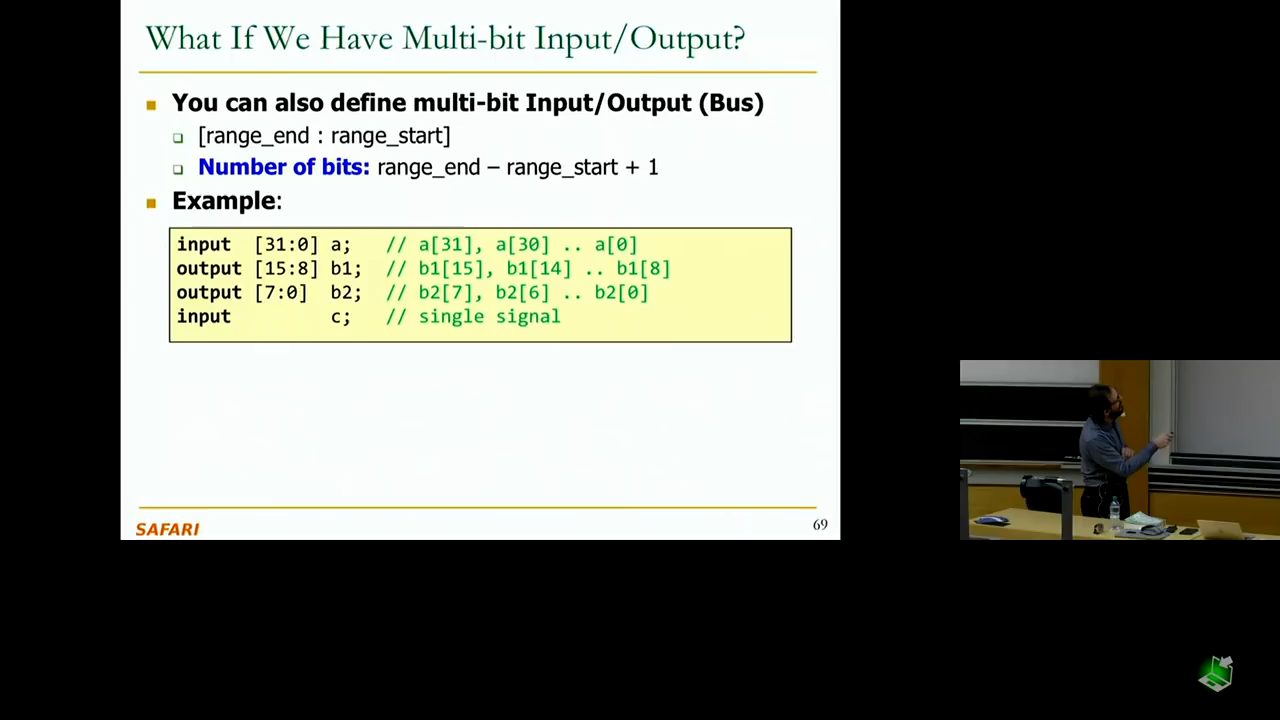 What If We Have Multi-bit Input/Output?
You can also define multi-bit Input/Output (Bus)
[range_end : range_start]
Number of bits: range_end – range_start + 1
Example:
input [31:0] a; // a[31], a[30] .. a[0]
output [15:8] b1; // b1[15], b1[14] .. b1[8]
output [7:0] b2; // b2[7], b2[6] .. b2[0]
input c; // single signal
SAFARI
69